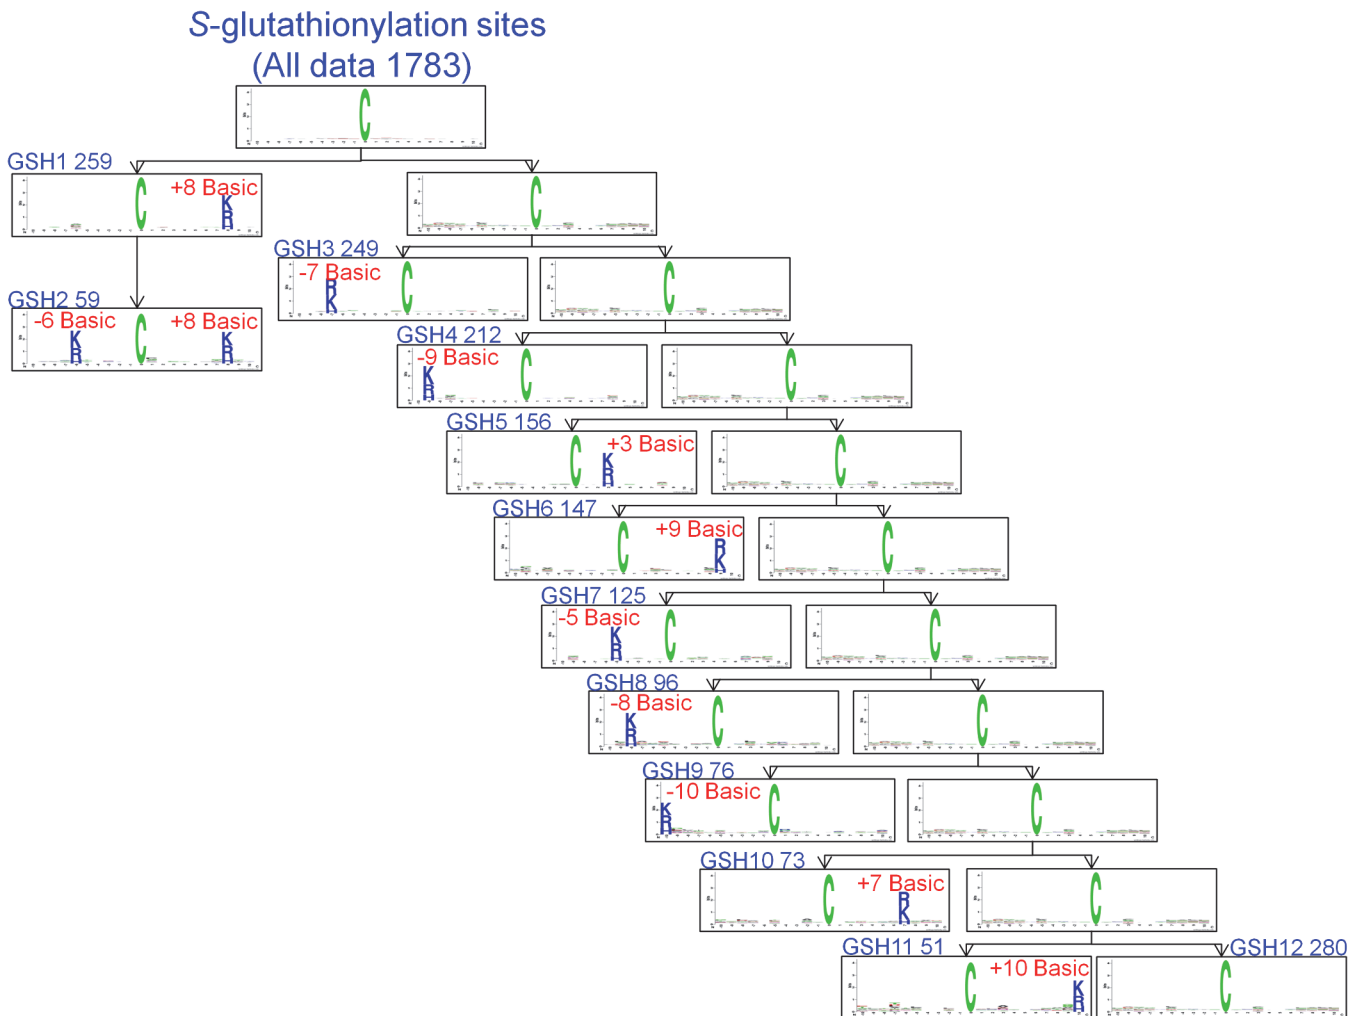 S-glutathionylation sites
(All data 1783)
C
GSH1 259
+8 Basic
C
K
R
C
GSH3 249
-7 Basic
R
K
C
C
GSH2 59
-6 Basic
+8 Basic
K
R
C
K
R
GSH4 212
-9 Basic
K
R
C
C
GSH5 156
+3 Basic
C
K
R
C
GSH6 147
+9 Basic
C
R
K
C
GSH7 125
-5 Basic
K
R
C
C
GSH8 96
-8 Basic
K
R
C
C
GSH9 76
-10 Basic
K
R
C
C
GSH10 73
+7 Basic
C
R
K
C
GSH11 51
+10 Basic
C
K
R
GSH12 280
C